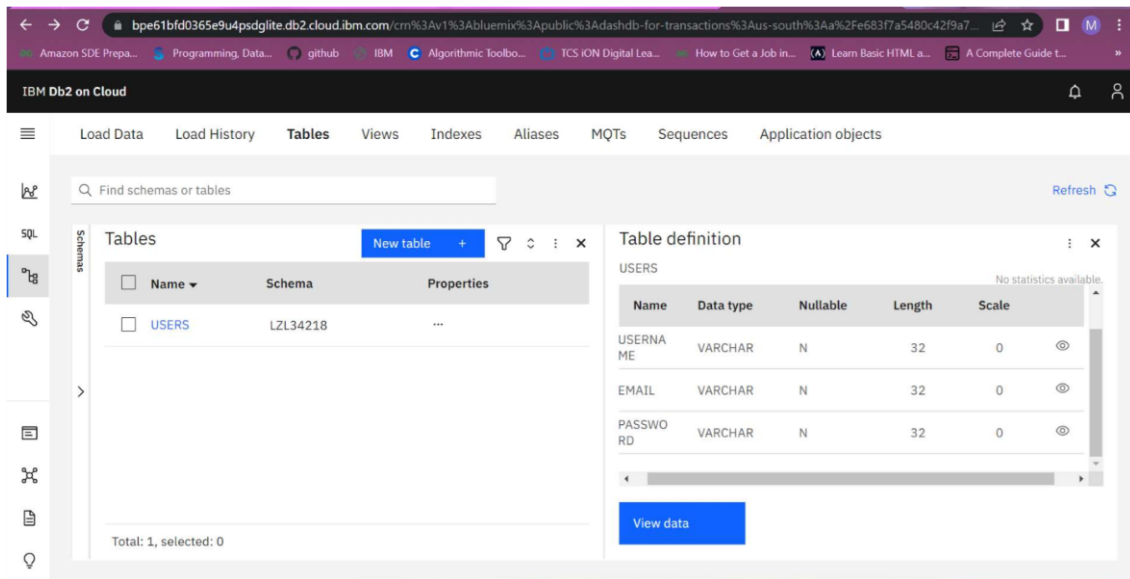 bpe61bfd0365e9u4psdglite.db2.cloud.ibm.com/crn%3Av1%3Abluemix%3Apublic%3Adashdb-for-transactions%3Aus-south%3Aa%2Fe683f7a5480c42f9a7... M
Amazon SDE Prepa... Programming, Data... github IBM Algorithmic Toolbo... TCS iON Digital Lea... How to Get a Job in... Learn Basic HTML a... A Complete Guide t... »
IBM Db2 on Cloud
Load Data Load History Tables Views Indexes Aliases MQTs Sequences Application objects
Find schemas or tables Refresh
SQL
Schemas
Tables New table +
Name Schema Properties
USERS LZL34218 ...
Total: 1, selected: 0
Table definition
USERS
No statistics available.
Name Data type Nullable Length Scale
USERNA
ME VARCHAR N 32 0
EMAIL VARCHAR N 32 0
PASSWO
RD VARCHAR N 32 0
View data